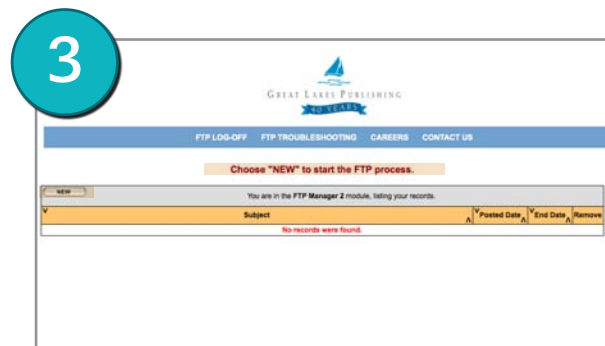 3
GREAT LAKES PUBLISHING
40 YEARS
FTP LOG-OFF FTP TROUBLESHOOTING CAREERS CONTACT US
Choose "NEW" to start the FTP process.
NEW You are in the FTP Manager 2 module, listing your records.
Subject Posted Date End Date Remove
No records were found.